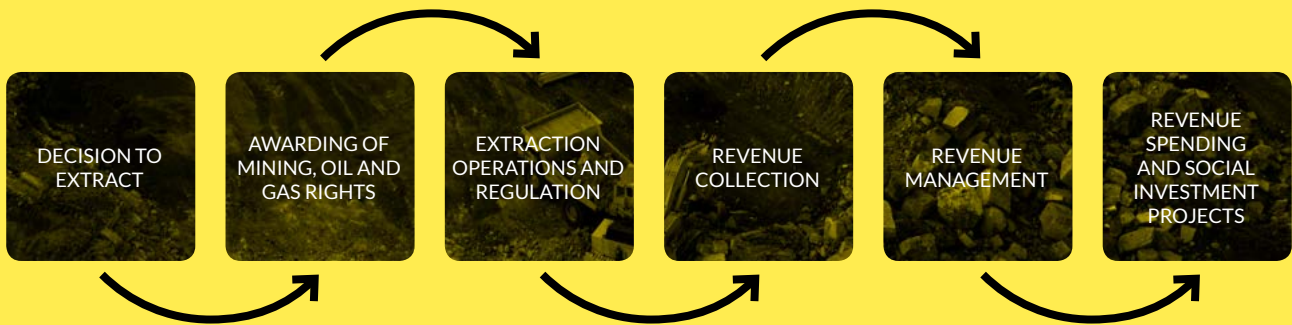 DECISION TO
EXTRACT
AWARDING OF
MINING, OIL AND
GAS RIGHTS
EXTRACTION
OPERATIONS AND
REGULATION
REVENUE
COLLECTION
REVENUE
MANAGEMENT
REVENUE
SPENDING
AND SOCIAL
INVESTMENT
PROJECTS